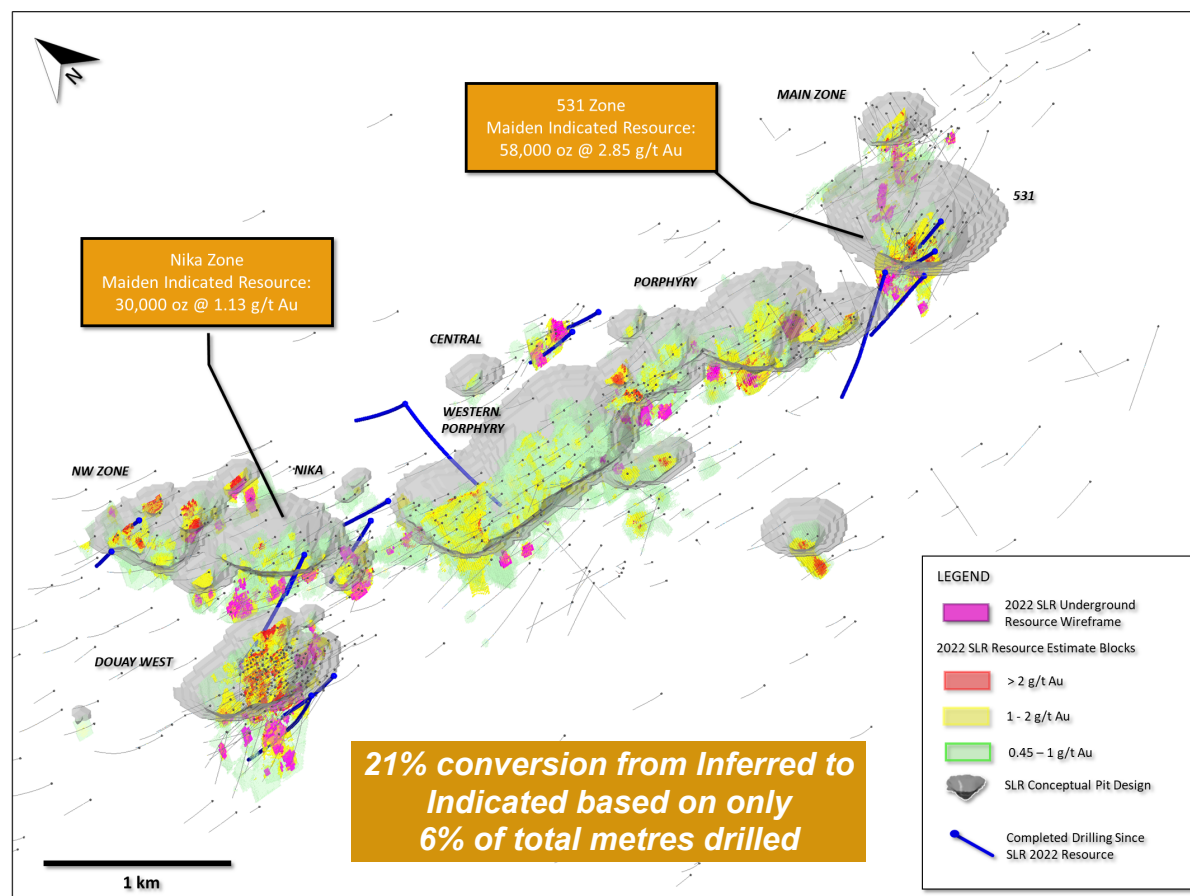 N
MAIN ZONE
531 Zone
Maiden Indicated Resource:
58,000 oz @ 2.85 g/t Au
531
Nika Zone
Maiden Indicated Resource:
30,000 oz @ 1.13 g/t Au
PORPHYRY
CENTRAL
WESTERN
PORPHYRY
NW ZONE
NIKA
DOUAY WEST
LEGEND
2022 SLR Underground
Resource Wireframe
2022 SLR Resource Estimate Blocks
> 2 g/t Au
1 - 2 g/t Au
0.45 – 1 g/t Au
SLR Conceptual Pit Design
Completed Drilling Since
SLR 2022 Resource
21% conversion from Inferred to
Indicated based on only
6% of total metres drilled
1 km